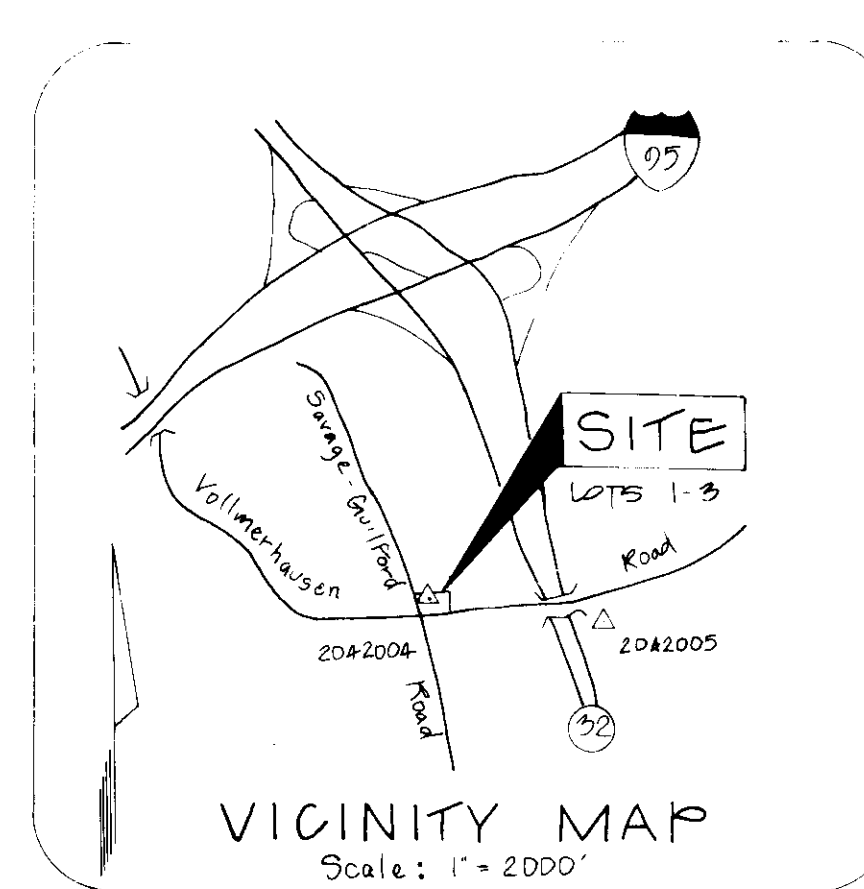 95
SITE
LOTS 1-3
Savage-Guilford
Road
Vollmerhausen
Road
2042004
2042005
32
VICINITY MAP
Scale: 1" = 2000'